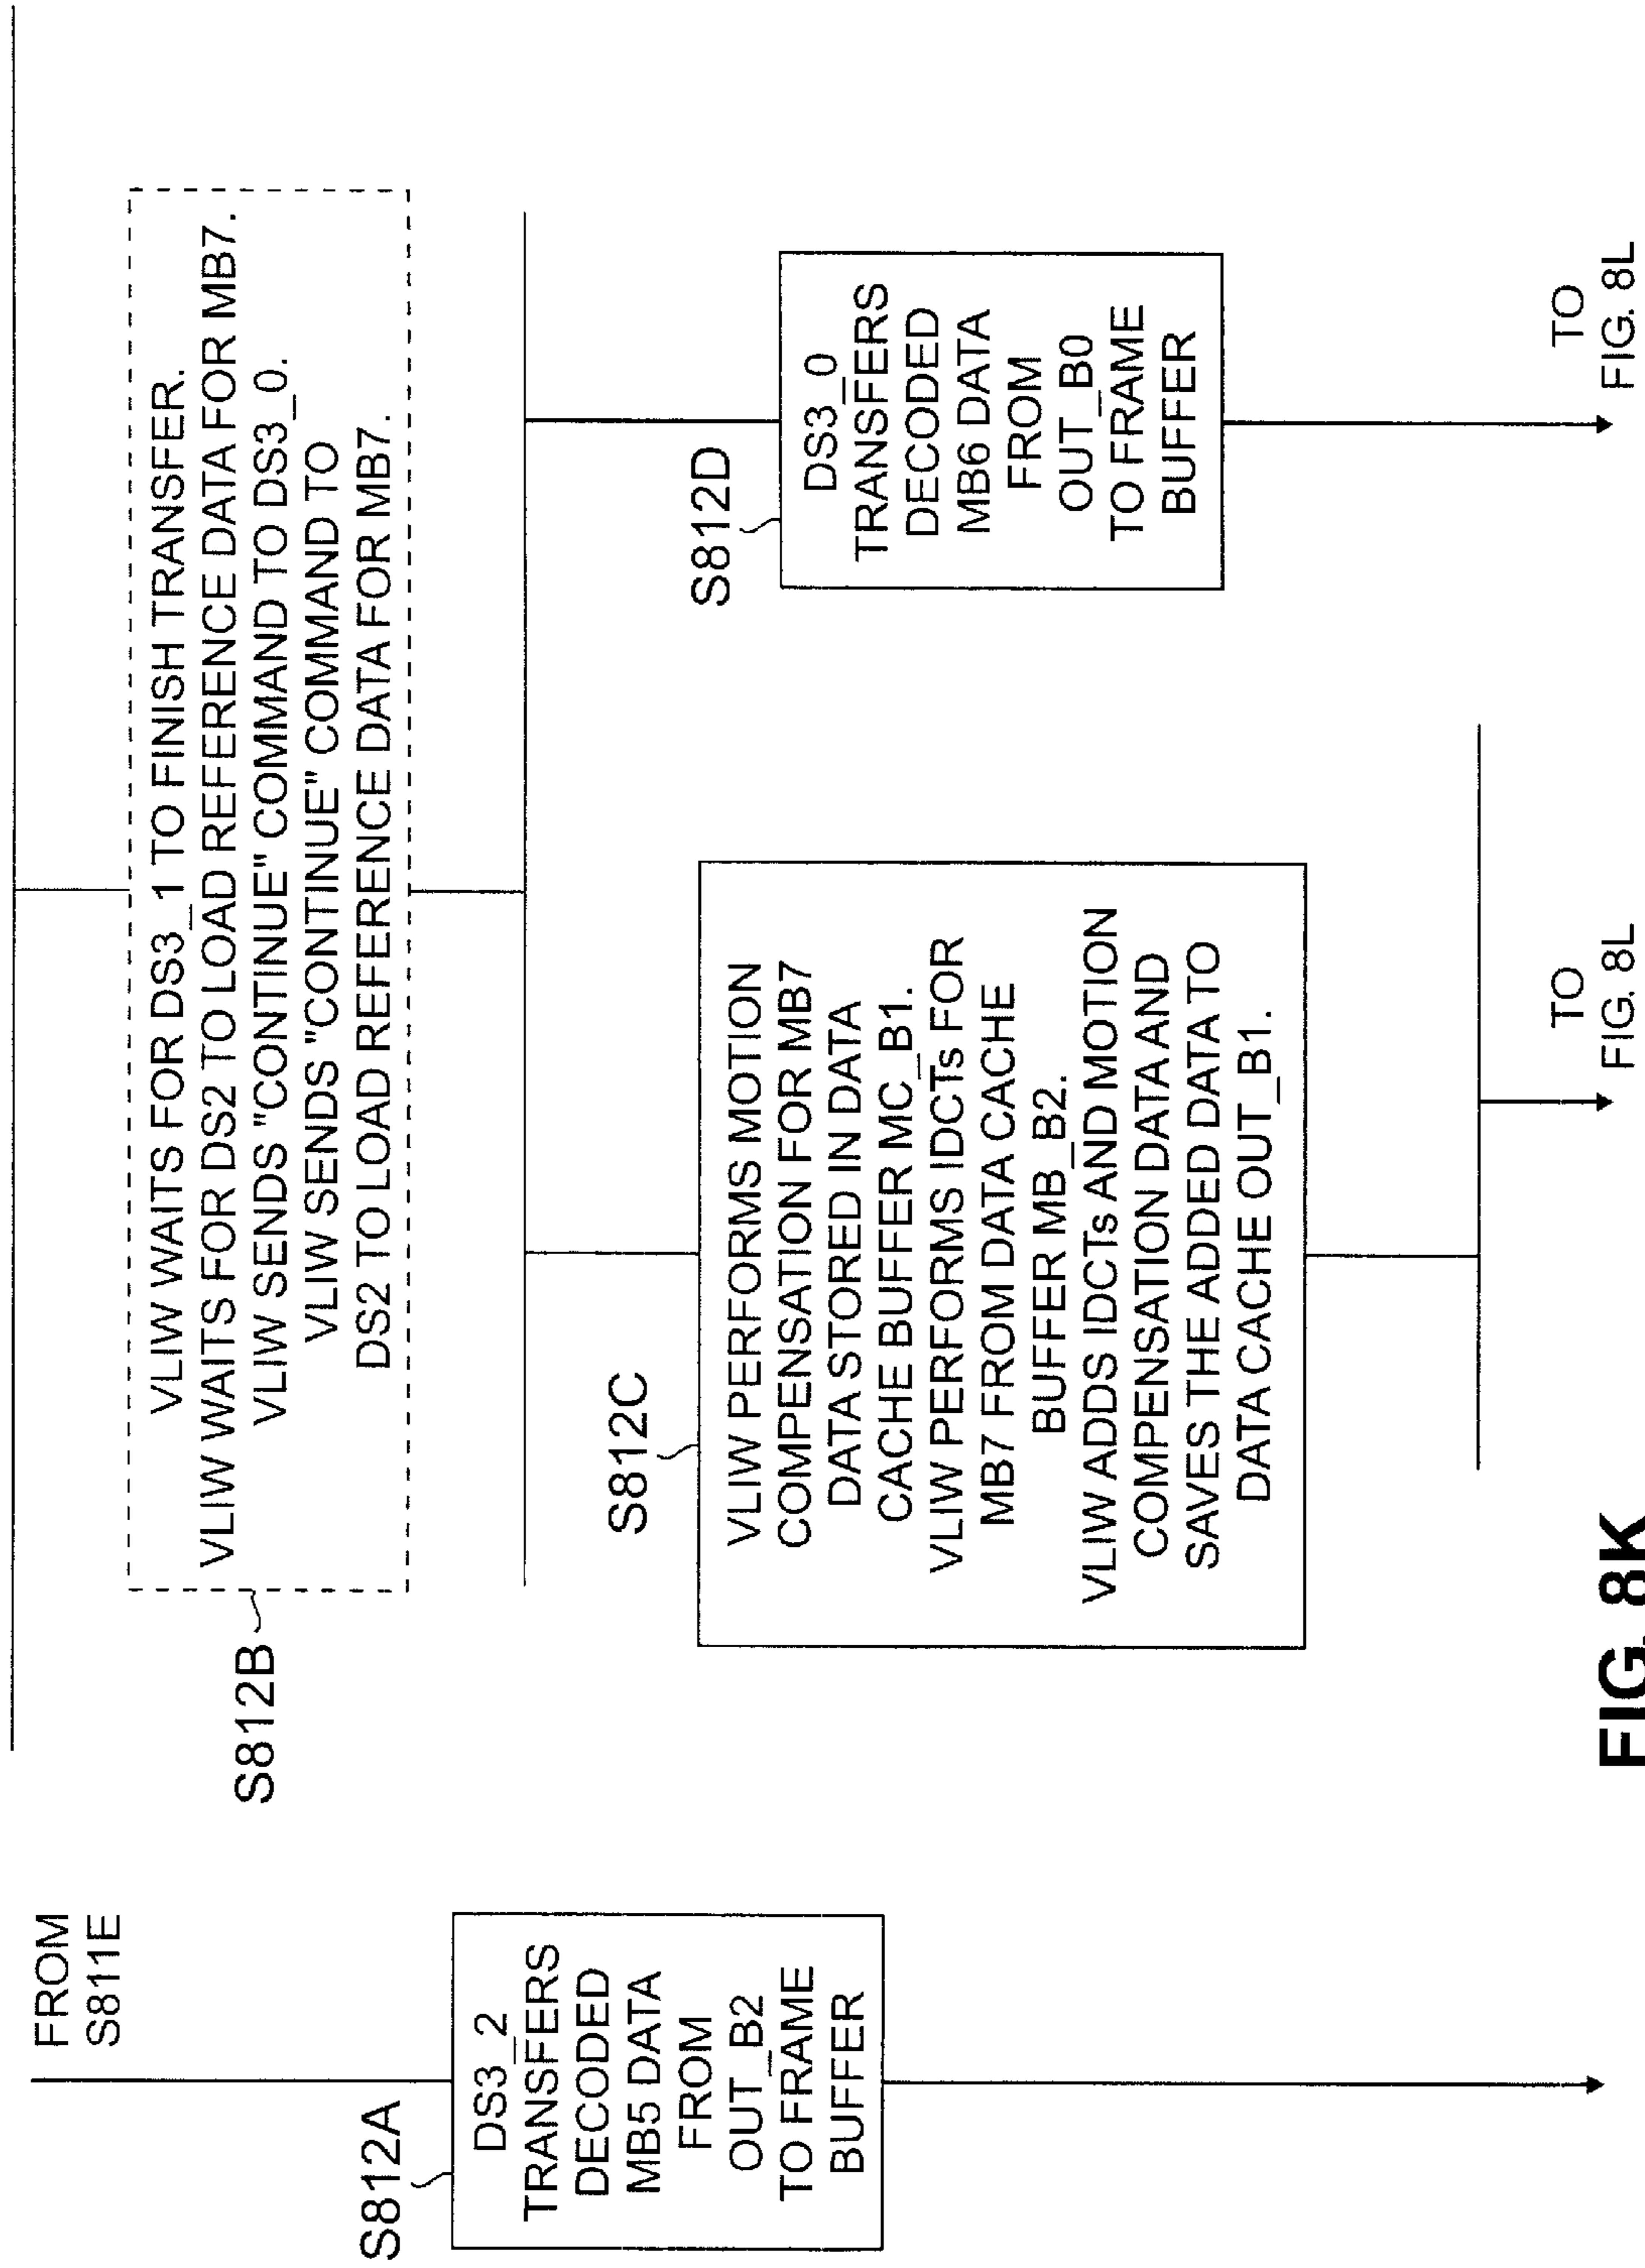 FROM
S811E
S812A
DS3_2
TRANSFERS
DECODED
MB5 DATA
FROM
OUT_B2
TO FRAME
BUFFER
S812B
VLIW WAITS FOR DS3_1 TO FINISH TRANSFER.
VLIW WAITS FOR DS2 TO LOAD REFERENCE DATA FOR MB7.
VLIW SENDS "CONTINUE" COMMAND TO DS3_0.
VLIW SENDS "CONTINUE" COMMAND TO
DS2 TO LOAD REFERENCE DATA FOR MB7.
S812C
VLIW PERFORMS MOTION
COMPENSATION FOR MB7
DATA STORED IN DATA
CACHE BUFFER MC_B1.
VLIW PERFORMS IDCTs FOR
MB7 FROM DATA CACHE
BUFFER MB_B2.
VLIW ADDS IDCTs AND MOTION
COMPENSATION DATA AND
SAVES THE ADDED DATA TO
DATA CACHE OUT_B1.
S812D
DS3_0
TRANSFERS
DECODED
MB6 DATA
FROM
OUT_B0
TO FRAME
BUFFER
TO
FIG. 8L
TO
FIG. 8L
FIG. 8K